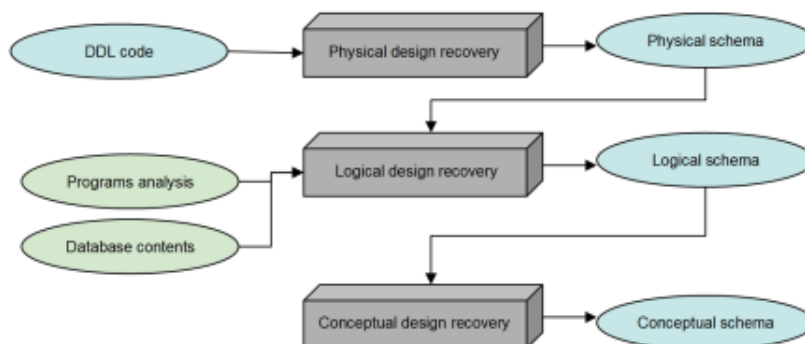 DDL code
Physical design recovery
Physical schema
Programs analysis
Logical design recovery
Logical schema
Database contents
Conceptual design recovery
Conceptual schema